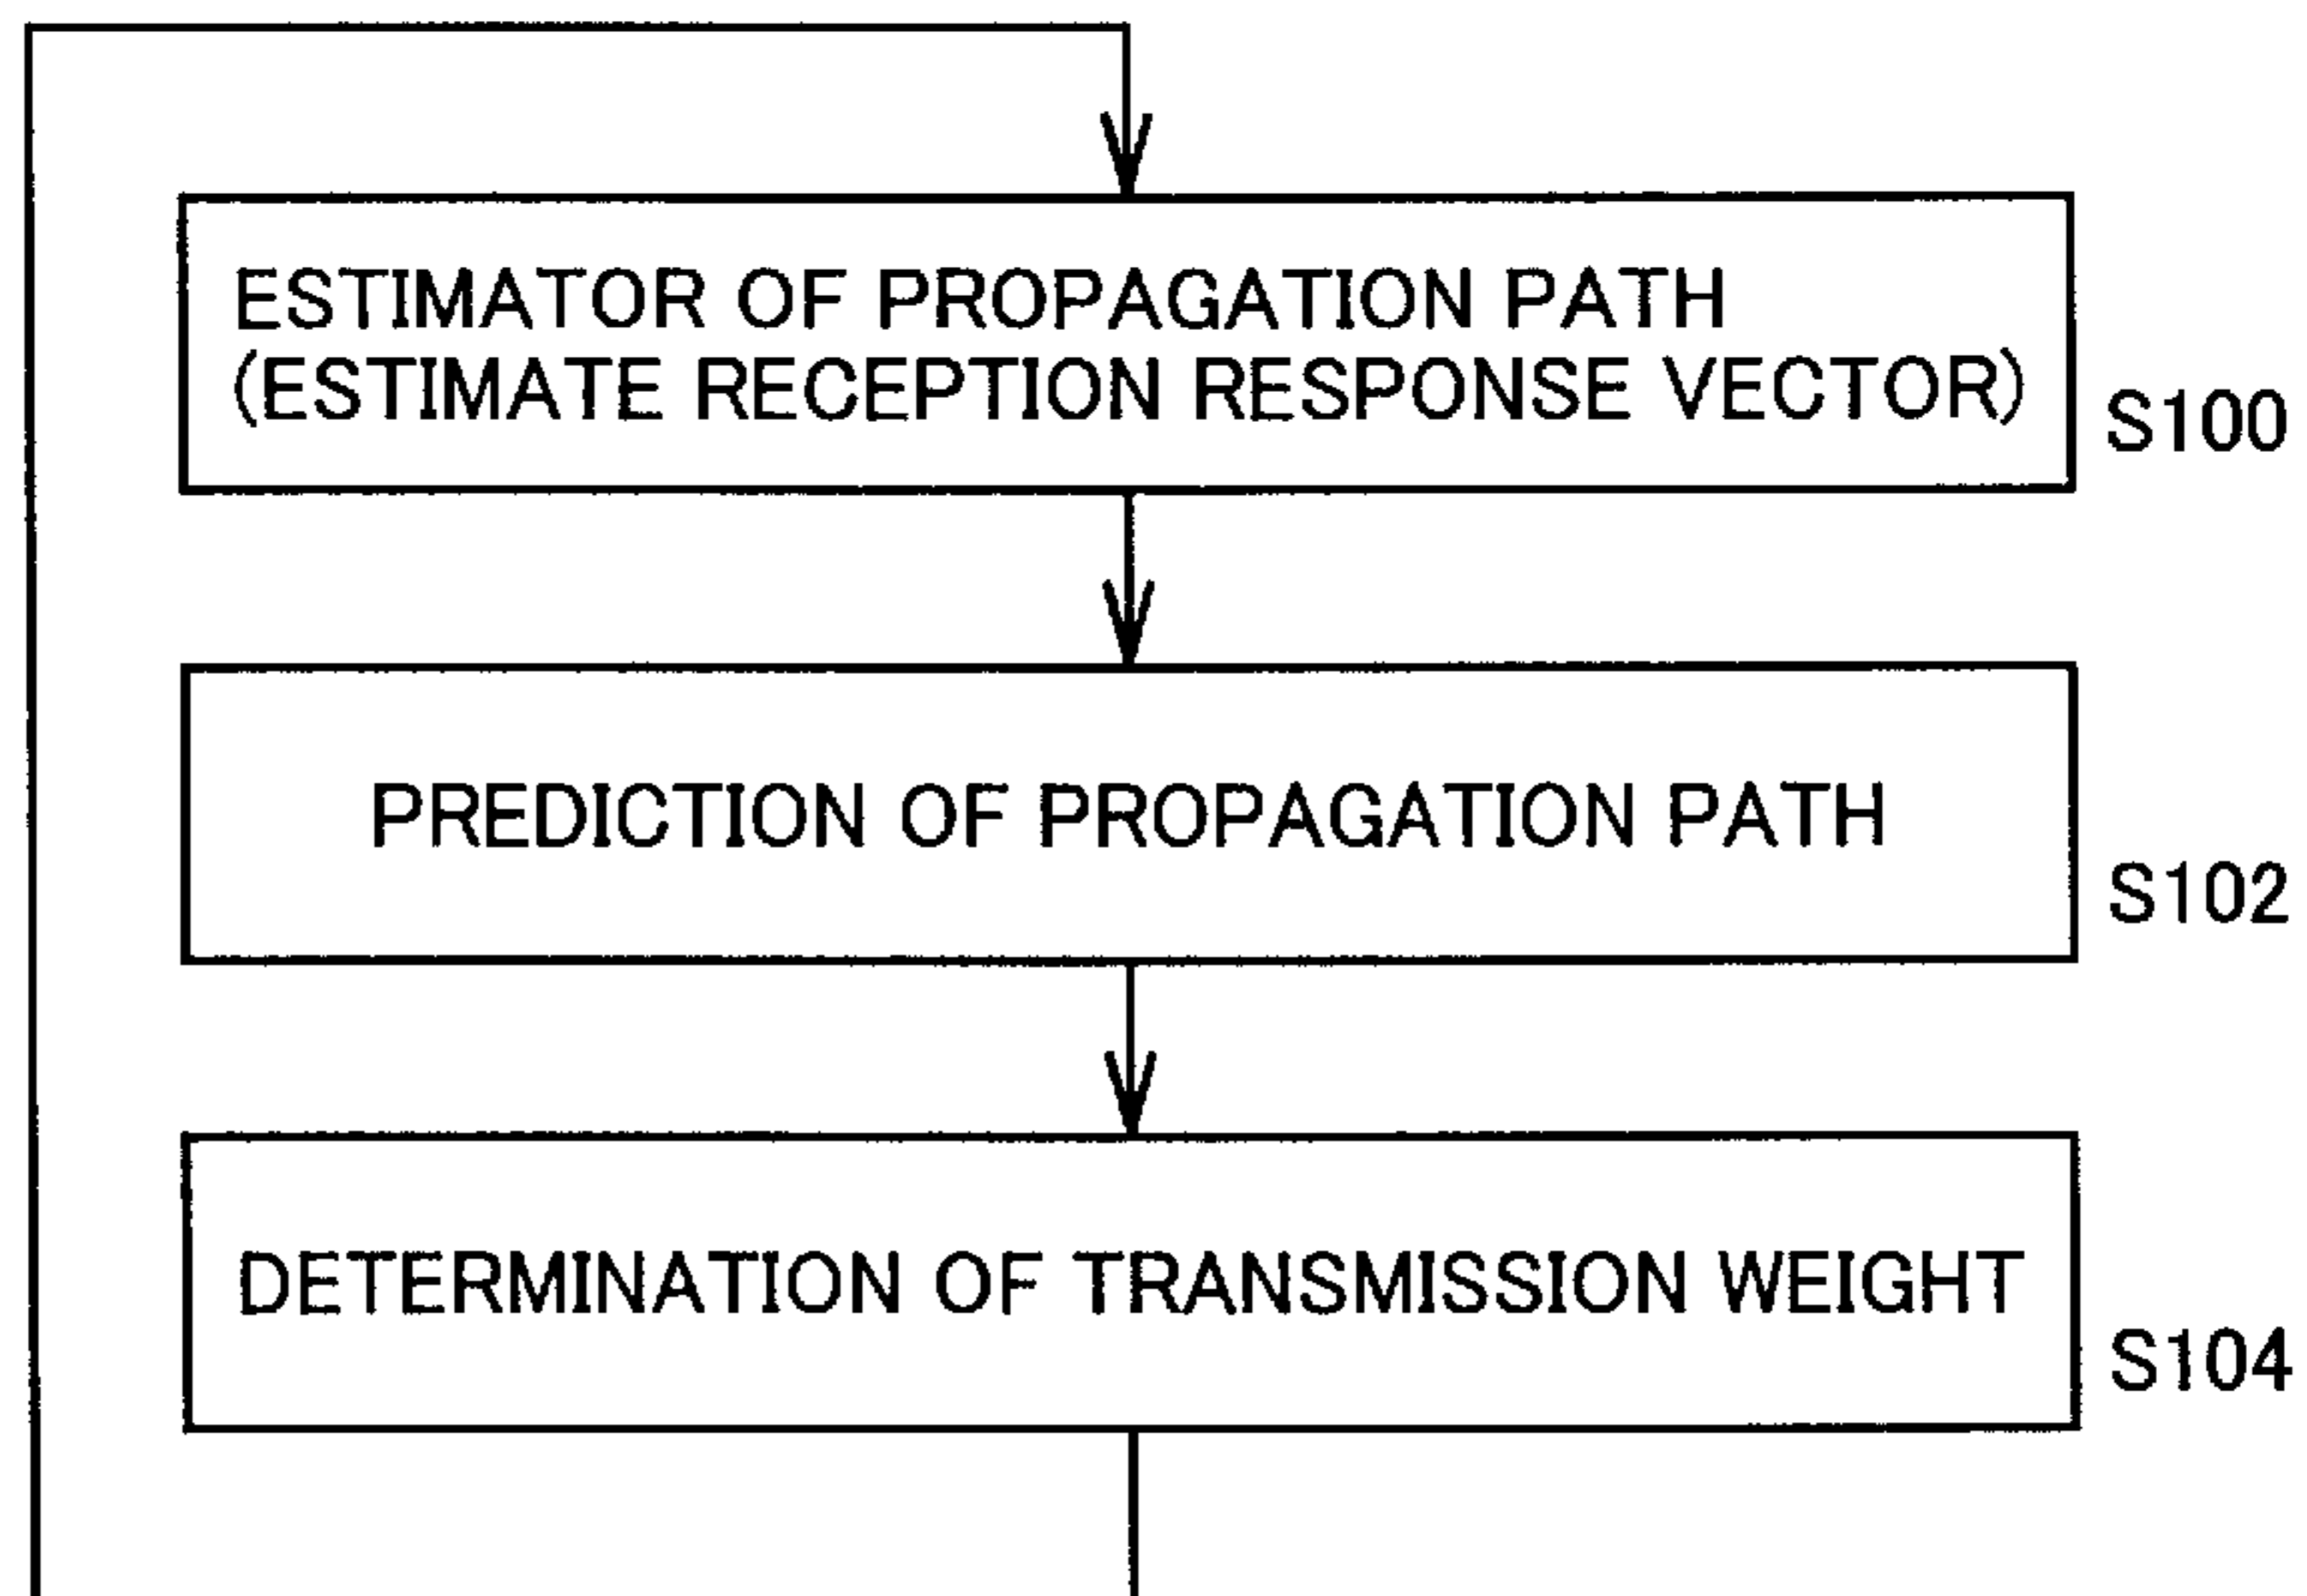 ESTIMATOR OF PROPAGATION PATH
(ESTIMATE RECEPTION RESPONSE VECTOR)
S100
PREDICTION OF PROPAGATION PATH
S102
DETERMINATION OF TRANSMISSION WEIGHT
S104